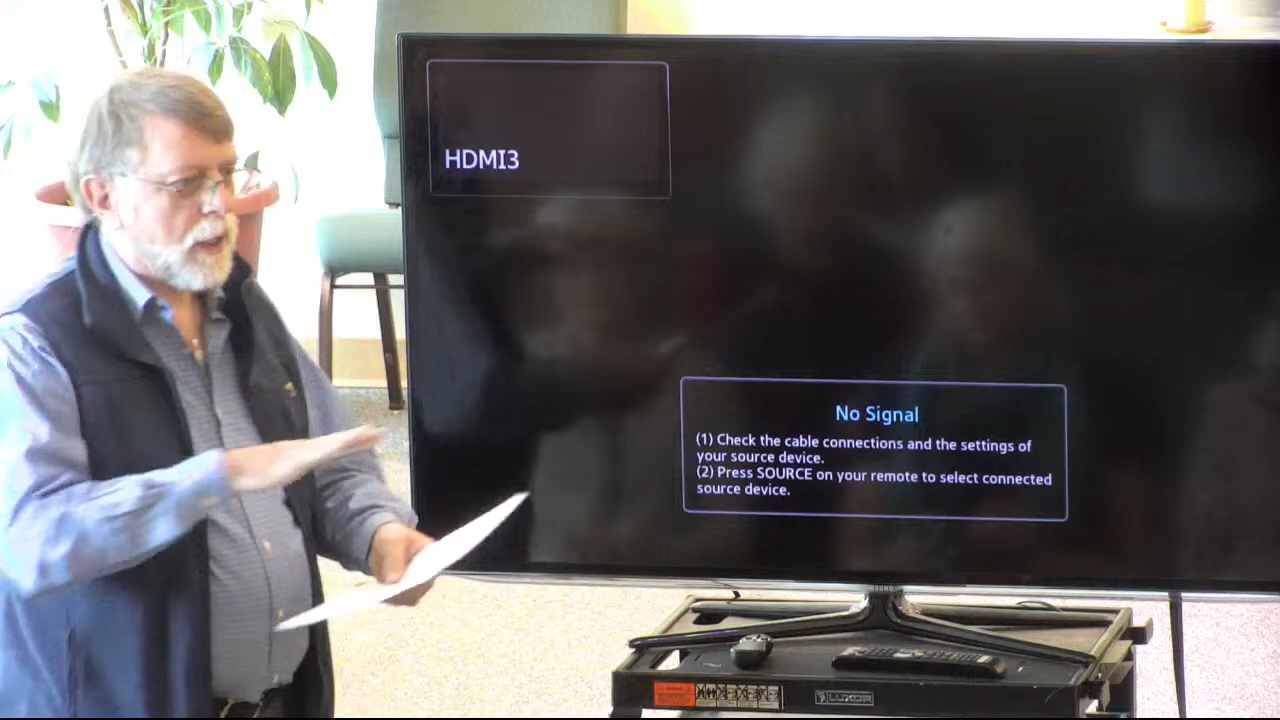 HDMI3
No Signal
(1) Check the cable connections and the settings of
your source device.
(2) Press SOURCE on your remote to select connected
source device.
LUXOR